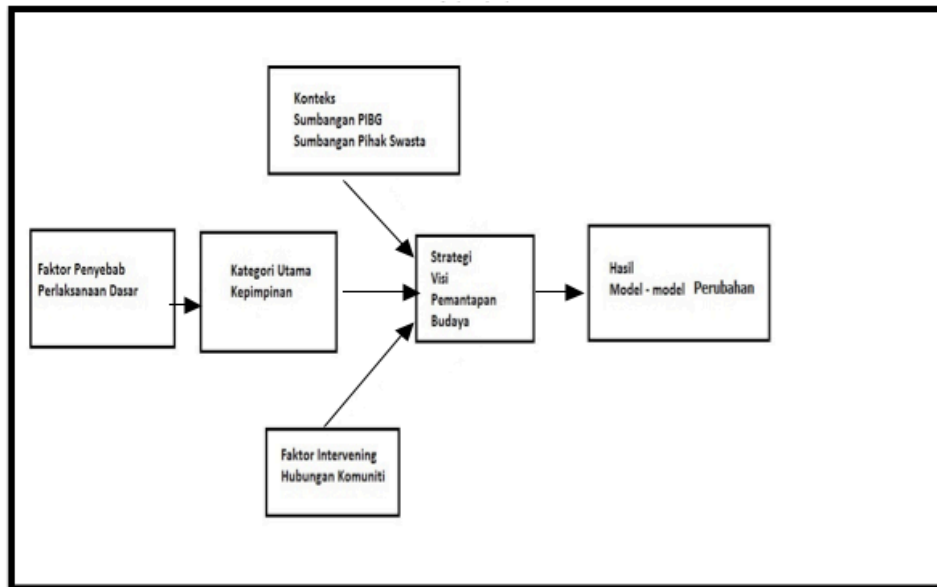 Konteks
Sumbangan PIBG
Sumbangan Pihak Swasta
Faktor Penyebab
Perlaksanaan Dasar
Kategori Utama
Kepimpinan
Strategi
Visi
Pemantapan
Budaya
Hasil
Model - model Perubahan
Faktor Intervening
Hubungan Komuniti